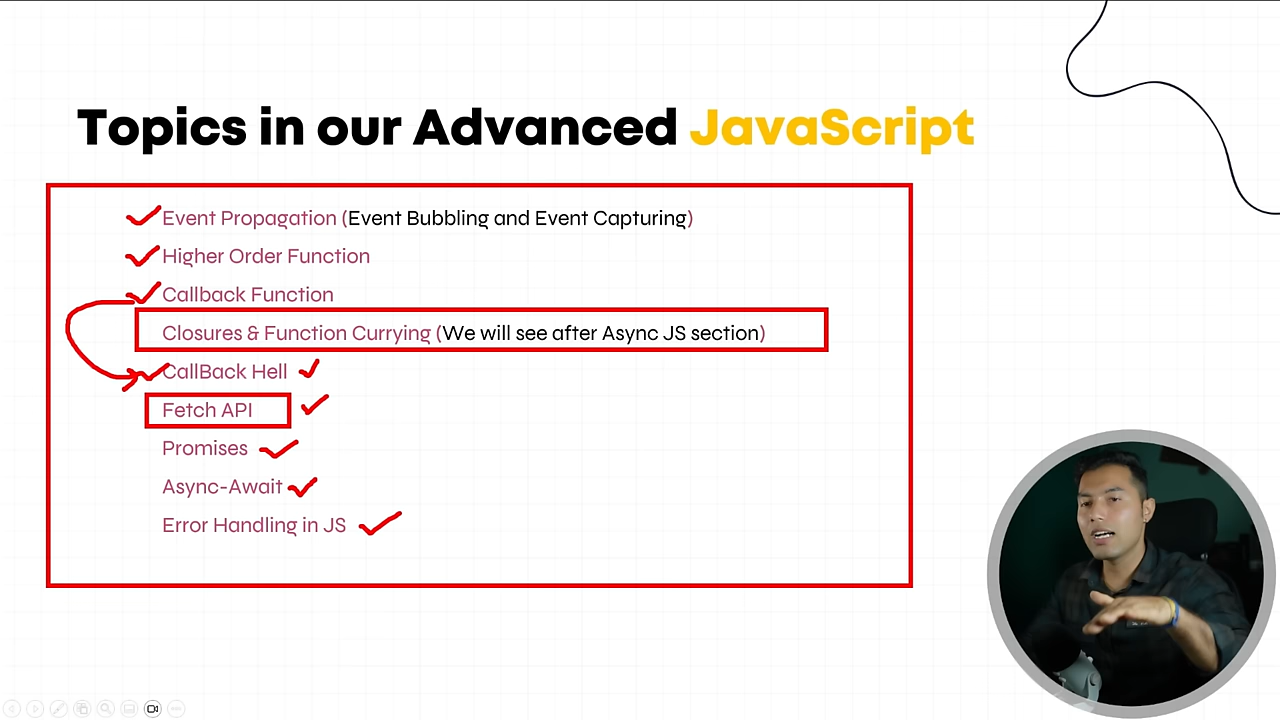 Topics in our Advanced JavaScript
Event Propagation (Event Bubbling and Event Capturing)
Higher Order Function
Callback Function
Closures & Function Currying (We will see after Async JS section)
CallBack Hell
Fetch API
Promises
Async-Await
Error Handling in JS